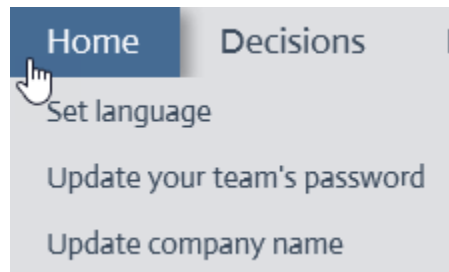 Home Decisions
Set language
Update your team's password
Update company name